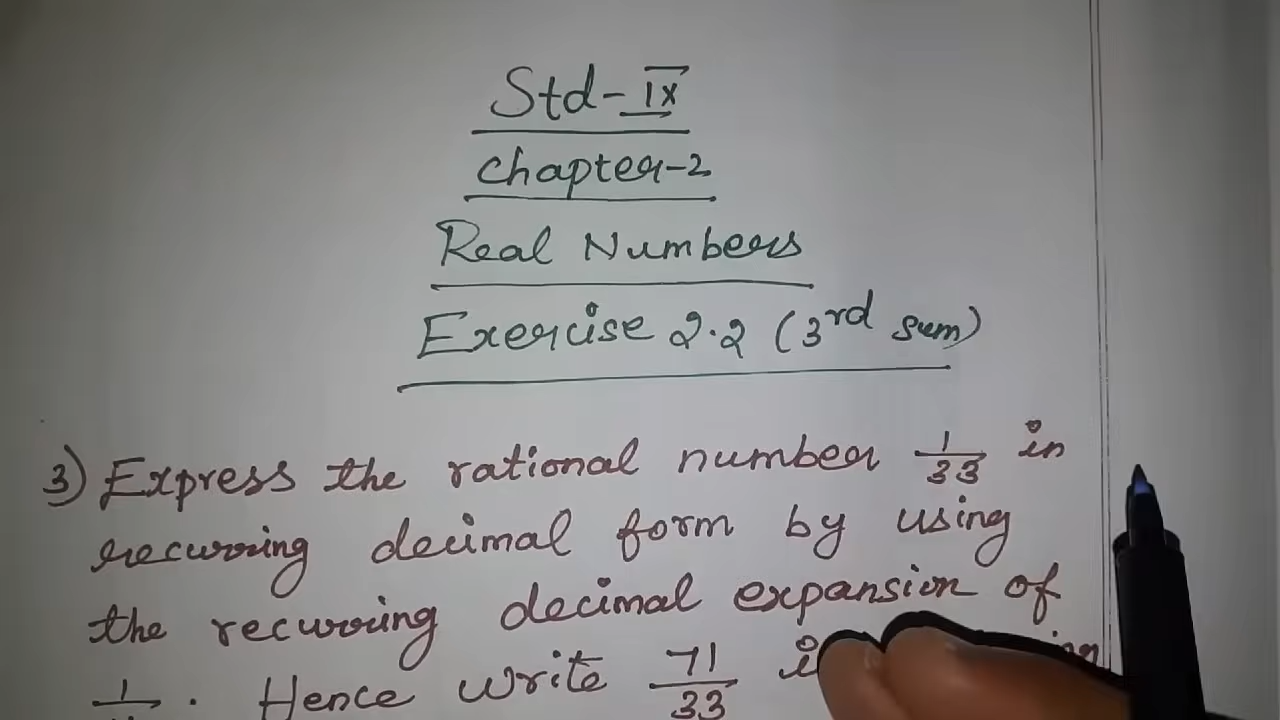 Std-IX
Chapter-2
Real Numbers
Exercise 2.2 (3rd sum)
3) Express the rational number 1/33 in
recurring decimal form by using
the recurring decimal expansion of
Hence write 71/33